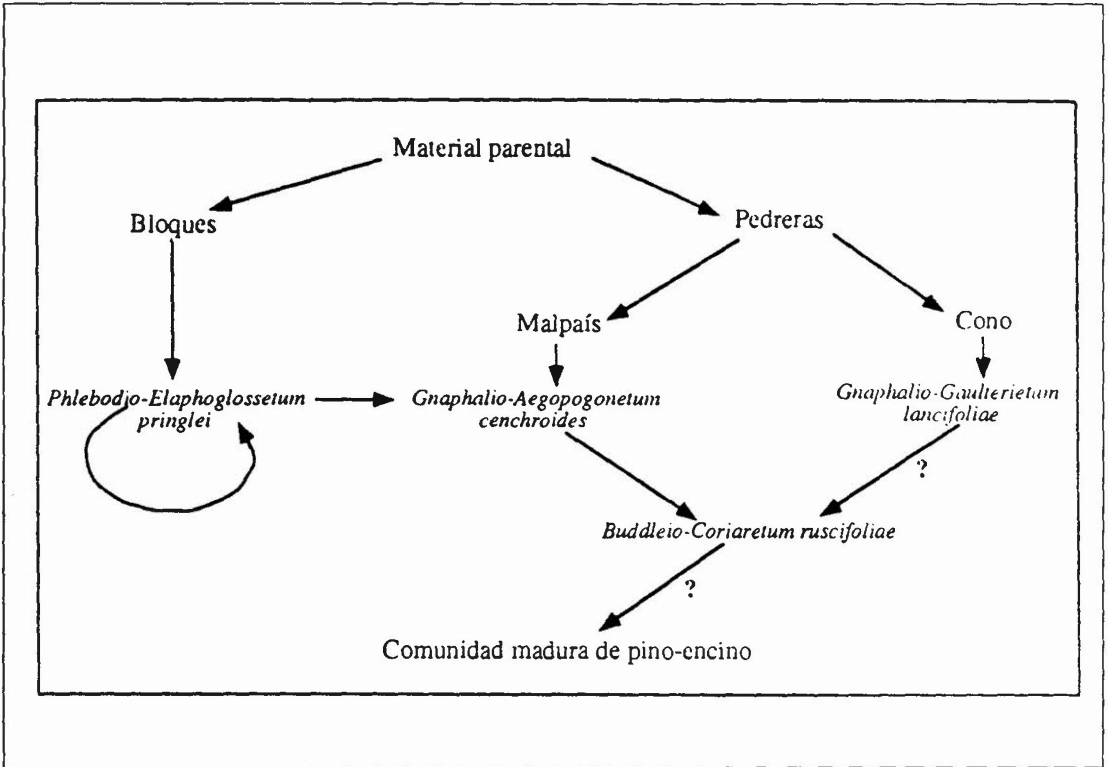 Material parental
Bloques
Pedreras
Malpaís
Cono
Phlebodio-Elaphoglossetum
pringlei
Gnaphalio-Aegopogonetum
cenchroides
Gnaphalio-Gaulterietum
lancifoliae
?
Buddleio-Coriaretum ruscifoliae
?
Comunidad madura de pino-encino